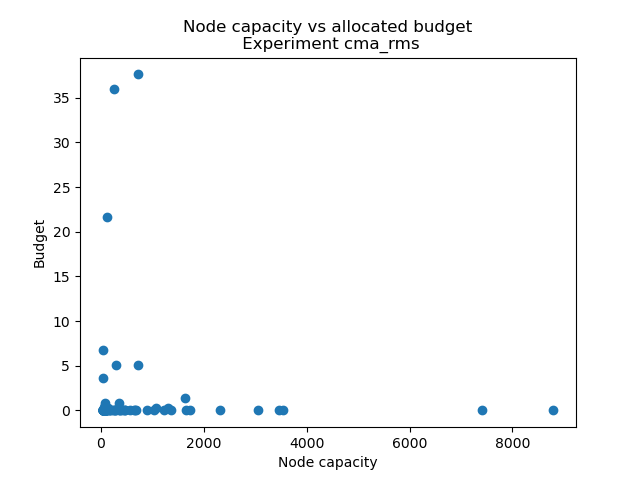 Node capacity vs allocated budget
Experiment cma_rms
35
30
25
20
15
10
5
0
Budget
0 2000 4000 6000 8000
Node capacity